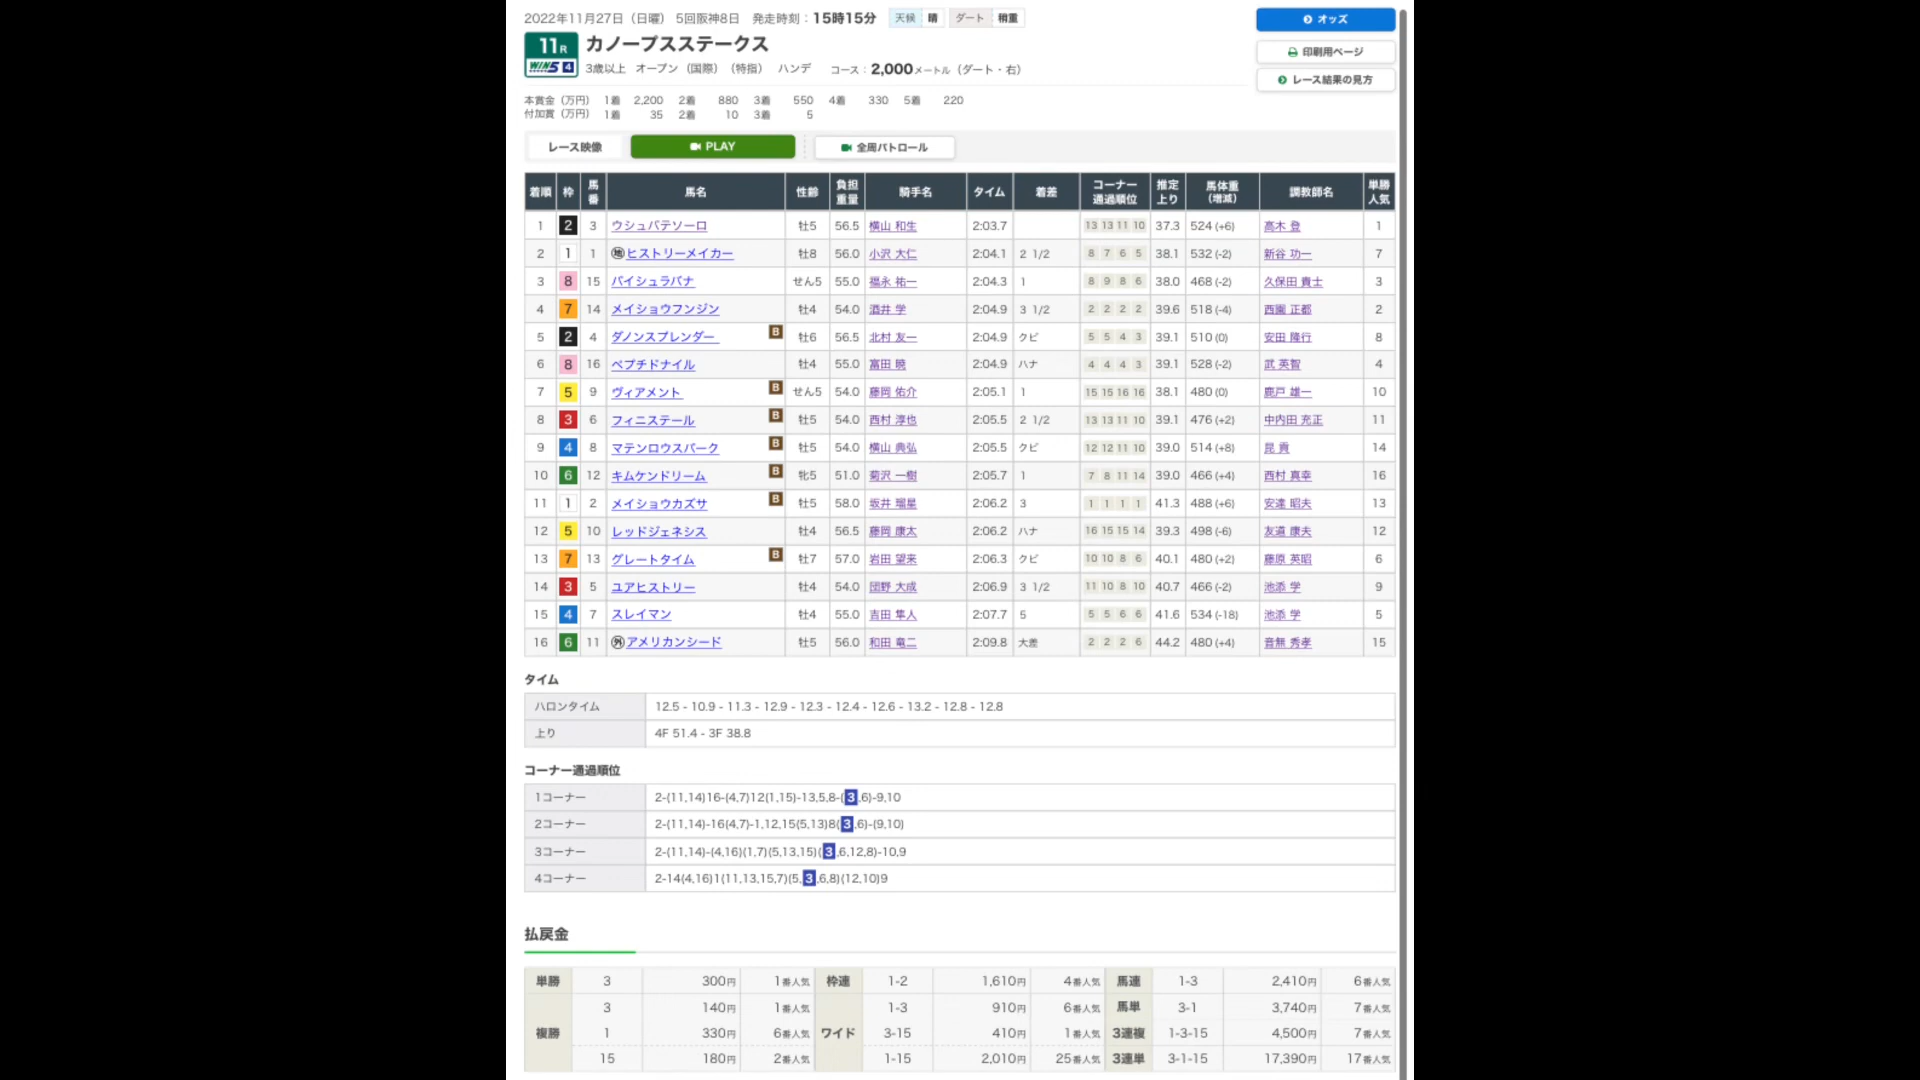 2022年11月27日（日曜） 5回阪神8日 発走時刻：15時15分 天候 晴 ダート 稍重
オッズ
11R カノープスステークス
WIN5 4 3歳以上 オープン（国際）（特指） ハンデ コース：2,000メートル（ダート・右）
印刷用ページ
レース結果の見方
本賞金（万円） 1着 2,200 2着 880 3着 550 4着 330 5着 220
付加賞（万円） 1着 35 2着 10 3着 5
レース映像 PLAY 全周パトロール
着順 枠 馬番 馬名 性齢 負担重量 騎手名 タイム 着差 コーナー通過順位 推定上り 馬体重（増減） 調教師名 単勝人気
1 2 3 ウシュバテソーロ 牡5 56.5 横山 和生 2:03.7 13 13 11 10 37.3 524 (+6) 高木 登 1
2 1 1 地 ヒストリーメイカー 牡8 56.0 小沢 大仁 2:04.1 2 1/2 8 7 6 5 38.1 532 (-2) 新谷 功一 7
3 8 15 バイシュラバナ せん5 55.0 福永 祐一 2:04.3 1 8 9 8 6 38.0 468 (-2) 久保田 貴士 3
4 7 14 メイショウフンジン 牡4 54.0 酒井 学 2:04.9 3 1/2 2 2 2 2 39.6 518 (-4) 西園 正都 2
5 2 4 ダノンスプレンダー B 牡6 56.5 北村 友一 2:04.9 クビ 5 5 4 3 39.1 510 (0) 安田 隆行 8
6 8 16 ペプチドナイル 牡4 55.0 富田 暁 2:04.9 ハナ 4 4 4 3 39.1 528 (-2) 武 英智 4
7 5 9 ヴィアメント B せん5 54.0 藤岡 佑介 2:05.1 1 15 15 16 16 38.1 480 (0) 鹿戸 雄一 10
8 3 6 フィニステール B 牡5 54.0 西村 淳也 2:05.5 2 1/2 13 13 11 10 39.1 476 (+2) 中内田 充正 11
9 4 8 マテンロウスパーク B 牡5 54.0 横山 典弘 2:05.5 クビ 12 12 11 10 39.0 514 (+8) 昆 貢 14
10 6 12 キムケンドリーム B 牝5 51.0 菊沢 一樹 2:05.7 1 7 8 11 14 39.0 466 (+4) 西村 真幸 16
11 1 2 メイショウカズサ B 牡5 58.0 坂井 瑠星 2:06.2 3 1 1 1 1 41.3 488 (+6) 安達 昭夫 13
12 5 10 レッドジェネシス 牡4 56.5 藤岡 康太 2:06.2 ハナ 16 15 15 14 39.3 498 (-6) 友道 康夫 12
13 7 13 グレートタイム B 牡7 57.0 岩田 望来 2:06.3 クビ 10 10 8 6 40.1 480 (+2) 藤原 英昭 6
14 3 5 ユアヒストリー 牡4 54.0 団野 大成 2:06.9 3 1/2 11 10 8 10 40.7 466 (-2) 池添 学 9
15 4 7 スレイマン 牡4 55.0 吉田 隼人 2:07.7 5 5 5 6 6 41.6 534 (-18) 池添 学 5
16 6 11 外 アメリカンシード 牡5 56.0 和田 竜二 2:09.8 大差 2 2 2 6 44.2 480 (+4) 音無 秀孝 15
タイム
ハロンタイム 12.5 - 10.9 - 11.3 - 12.9 - 12.3 - 12.4 - 12.6 - 13.2 - 12.8 - 12.8
上り 4F 51.4 - 3F 38.8
コーナー通過順位
1コーナー 2-(11,14)16-(4,7)12(1,15)-13,5,8-(3,6)-9,10
2コーナー 2-(11,14)-16(4,7)-1,12,15(5,13)8(3,6)-(9,10)
3コーナー 2-(11,14)-(4,16)(1,7)(5,13,15)(3,6,12,8)-10,9
4コーナー 2-14(4,16)1(11,13,15,7)(5,3,6,8)(12,10)9
払戻金
単勝 3 300円 1番人気 枠連 1-2 1,610円 4番人気 馬連 1-3 2,410円 6番人気
複勝 3 140円 1番人気 ワイド 1-3 910円 6番人気 馬単 3-1 3,740円 7番人気
1 330円 6番人気 3-15 410円 1番人気 3連複 1-3-15 4,500円 7番人気
15 180円 2番人気 1-15 2,010円 25番人気 3連単 3-1-15 17,390円 17番人気